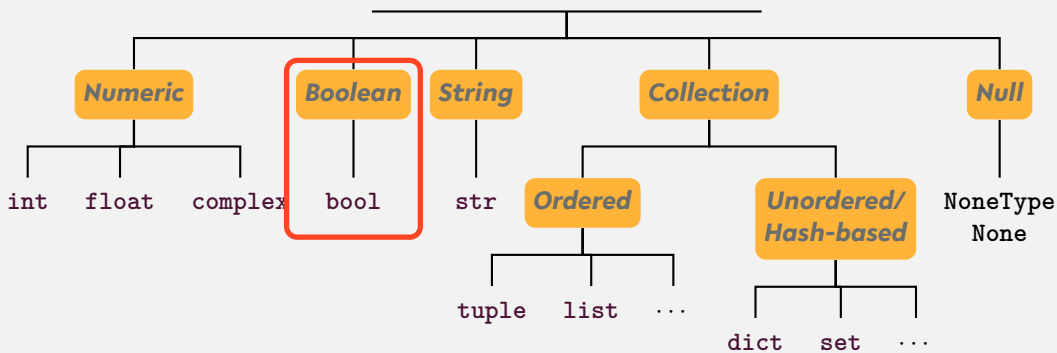 Numeric
Boolean
String
Collection
Null
int
float
complex
bool
str
Ordered
Unordered/
Hash-based
NoneType
None
tuple
list
···
dict
set
···